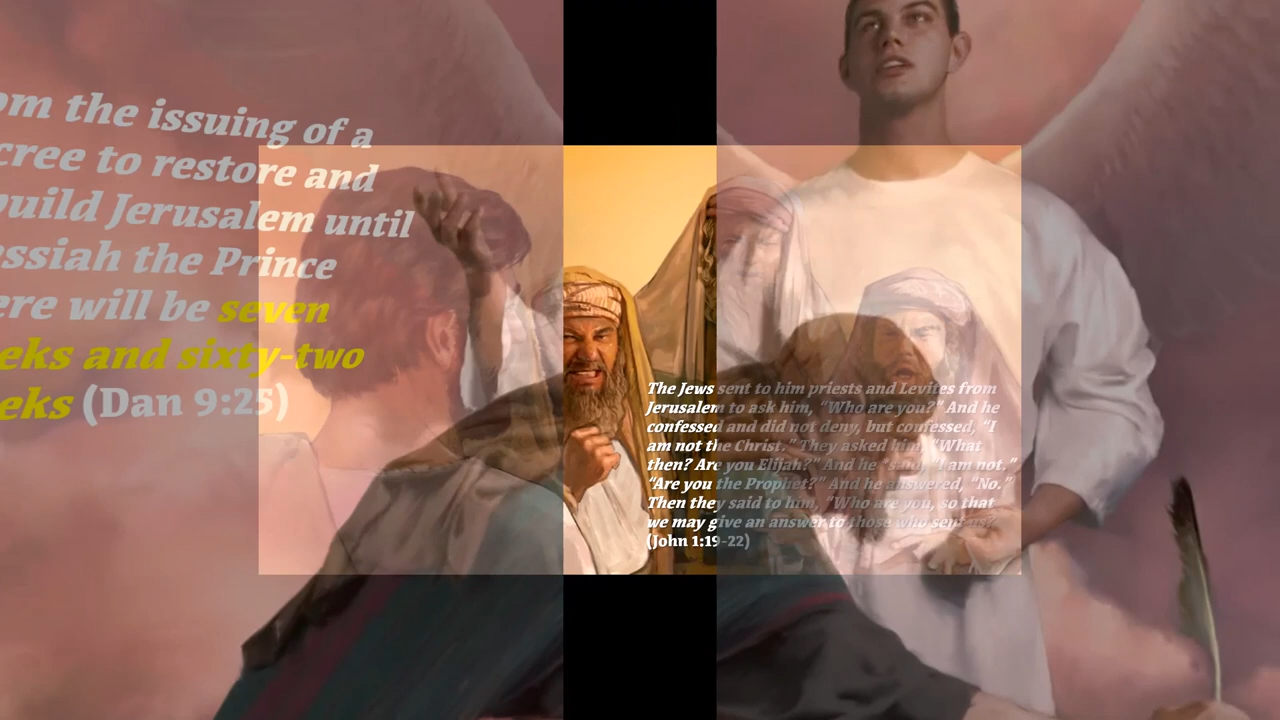 om the issuing of a
cree to restore and
build Jerusalem until
essiah the Prince
ere will be seven
eeks and sixty-two
eeks (Dan 9:25)
The Jews sent to him priests and Levites from
Jerusalem to ask him, “Who are you?” And he
confessed and did not deny, but confessed, “I
am not the Christ.” They asked him, “What
then? Are you Elijah?” And he *said, “I am not.”
“Are you the Prophet?” And he answered, “No.”
Then they said to him, “Who are you, so that
we may give an answer to those who sent us?
(John 1:19-22)